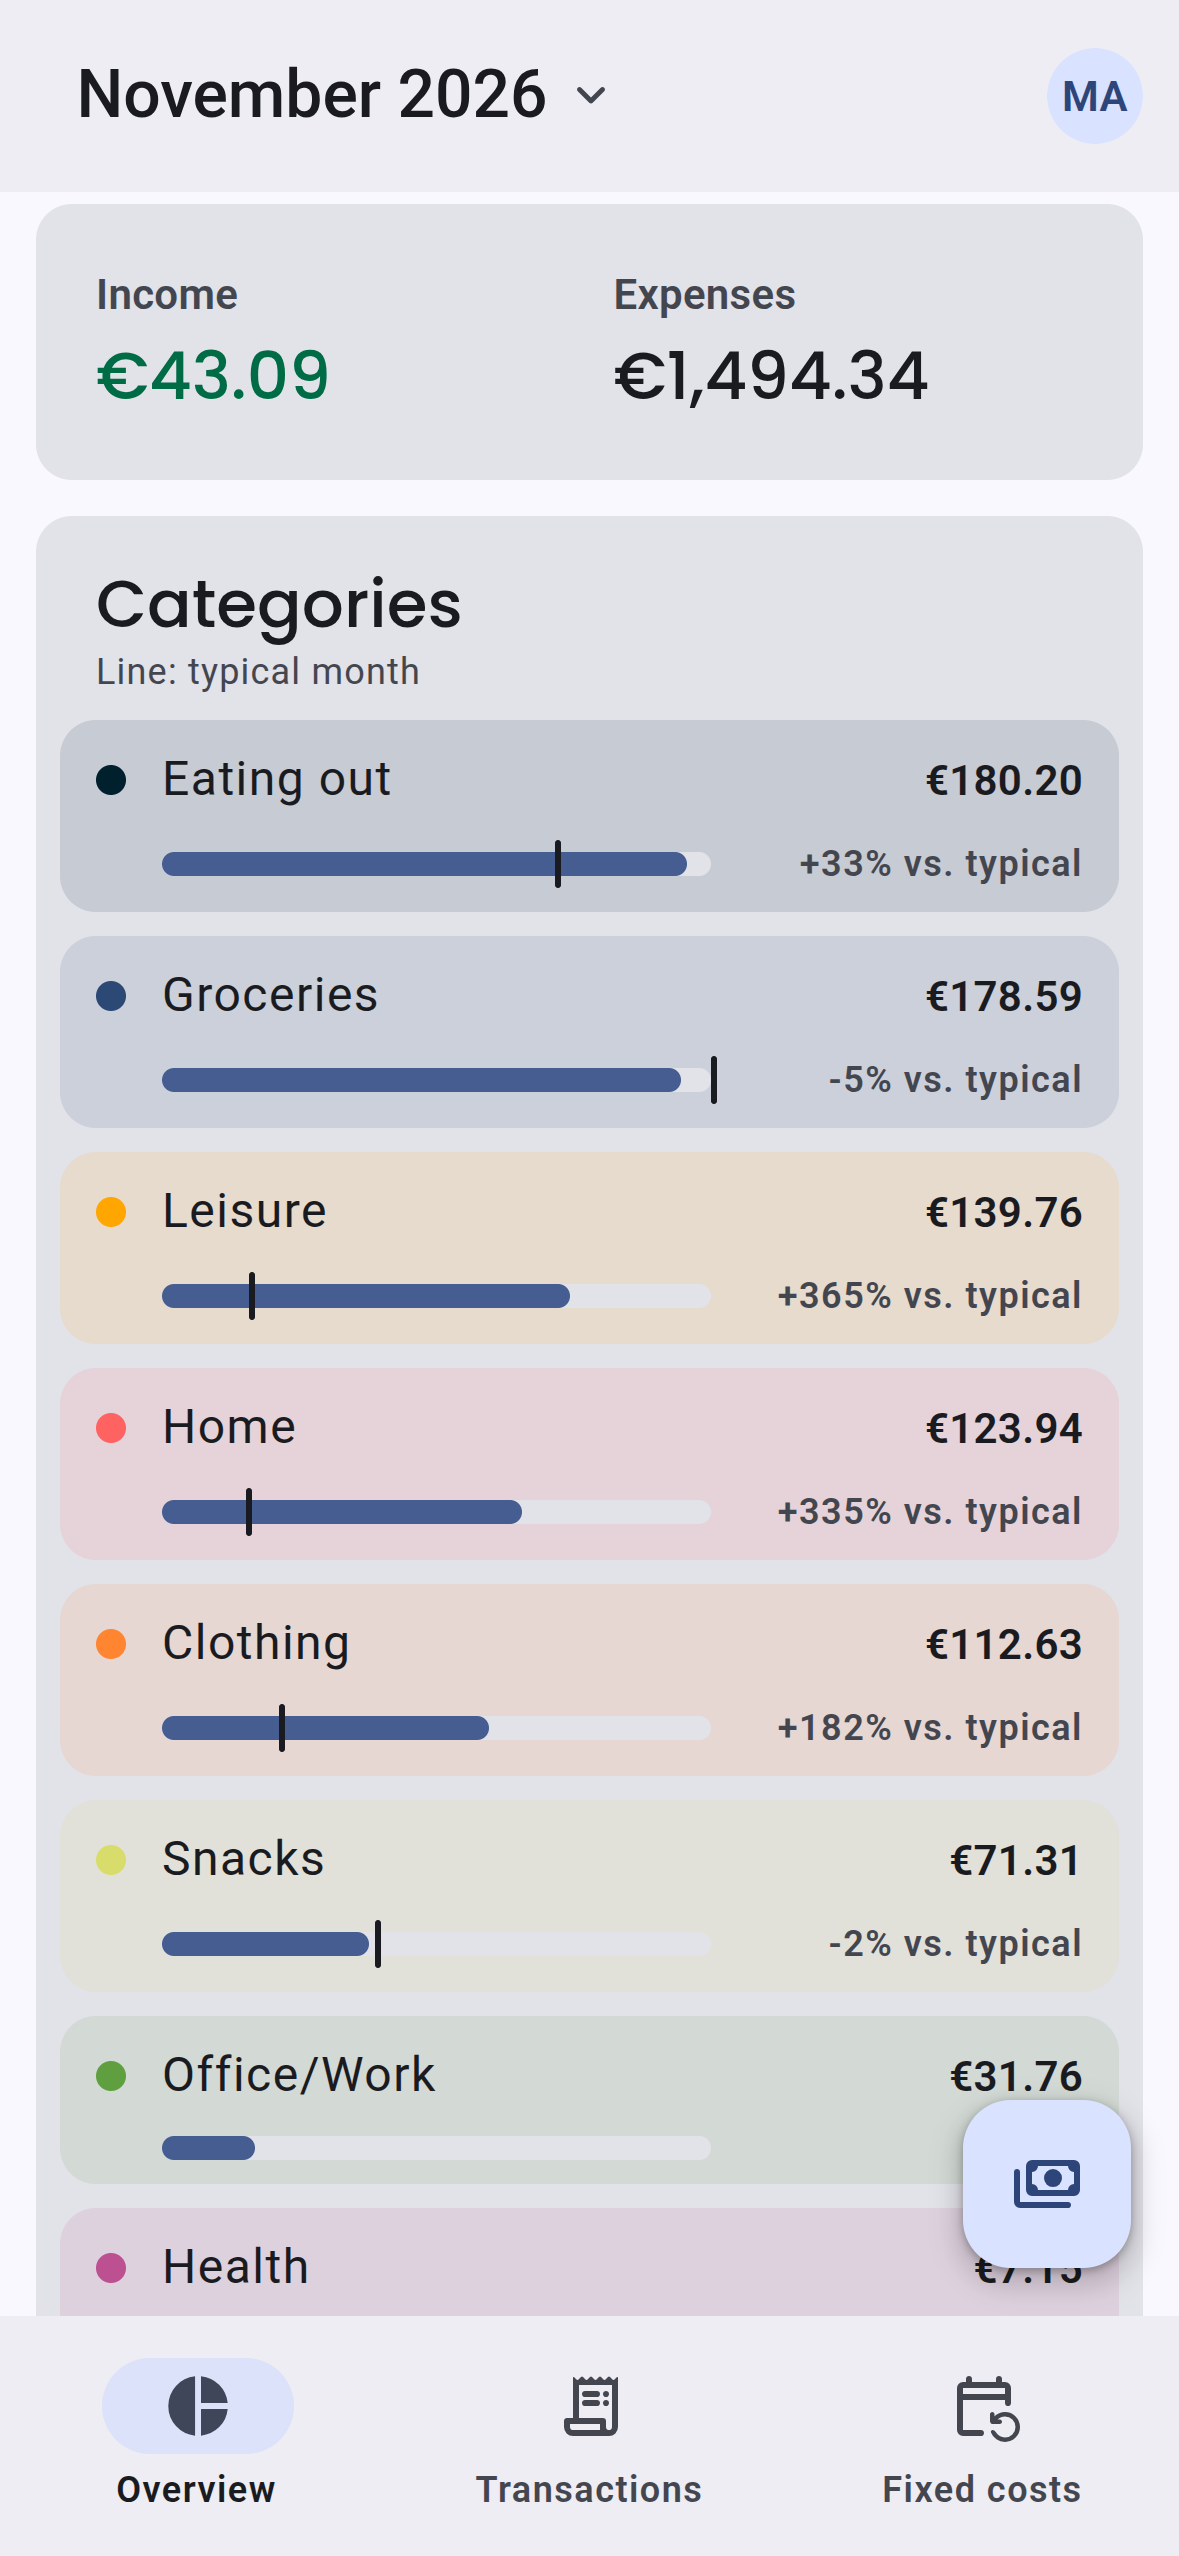 November 2026
MA
Income
Expenses
€43.09
€1,494.34
Categories
Line: typical month
Eating out
€180.20
+33% vs. typical
Groceries
€178.59
-5% vs. typical
Leisure
€139.76
+365% vs. typical
Home
€123.94
+335% vs. typical
Clothing
€112.63
+182% vs. typical
Snacks
€71.31
-2% vs. typical
Office/Work
€31.76
Health
Overview
Transactions
Fixed costs